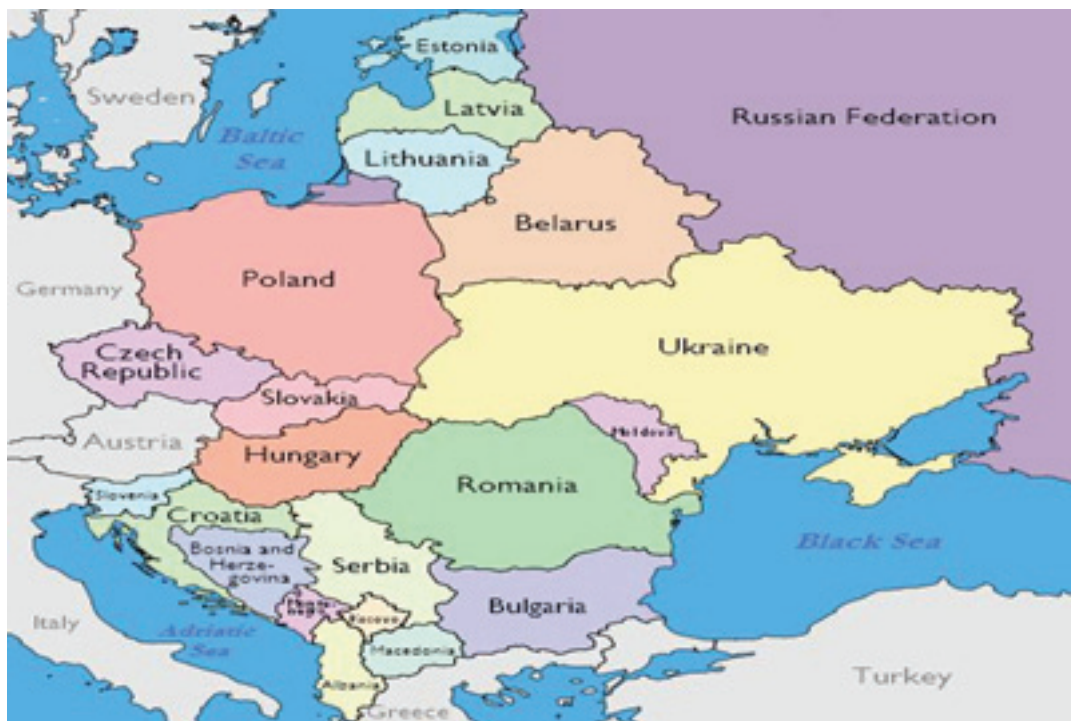 Estonia
Sweden
Latvia
Russian Federation
Baltic
Sea
Lithuania
Belarus
Poland
Germany
Ukraine
Czech
Republic
Slovakia
Austria
Moldova
Hungary
Romania
Slovenia
Croatia
Black Sea
Bosnia and
Herze-
govina
Serbia
Bulgaria
Italy
Kosovo
Adriatic
Sea
Macedonia
Albania
Turkey
Greece